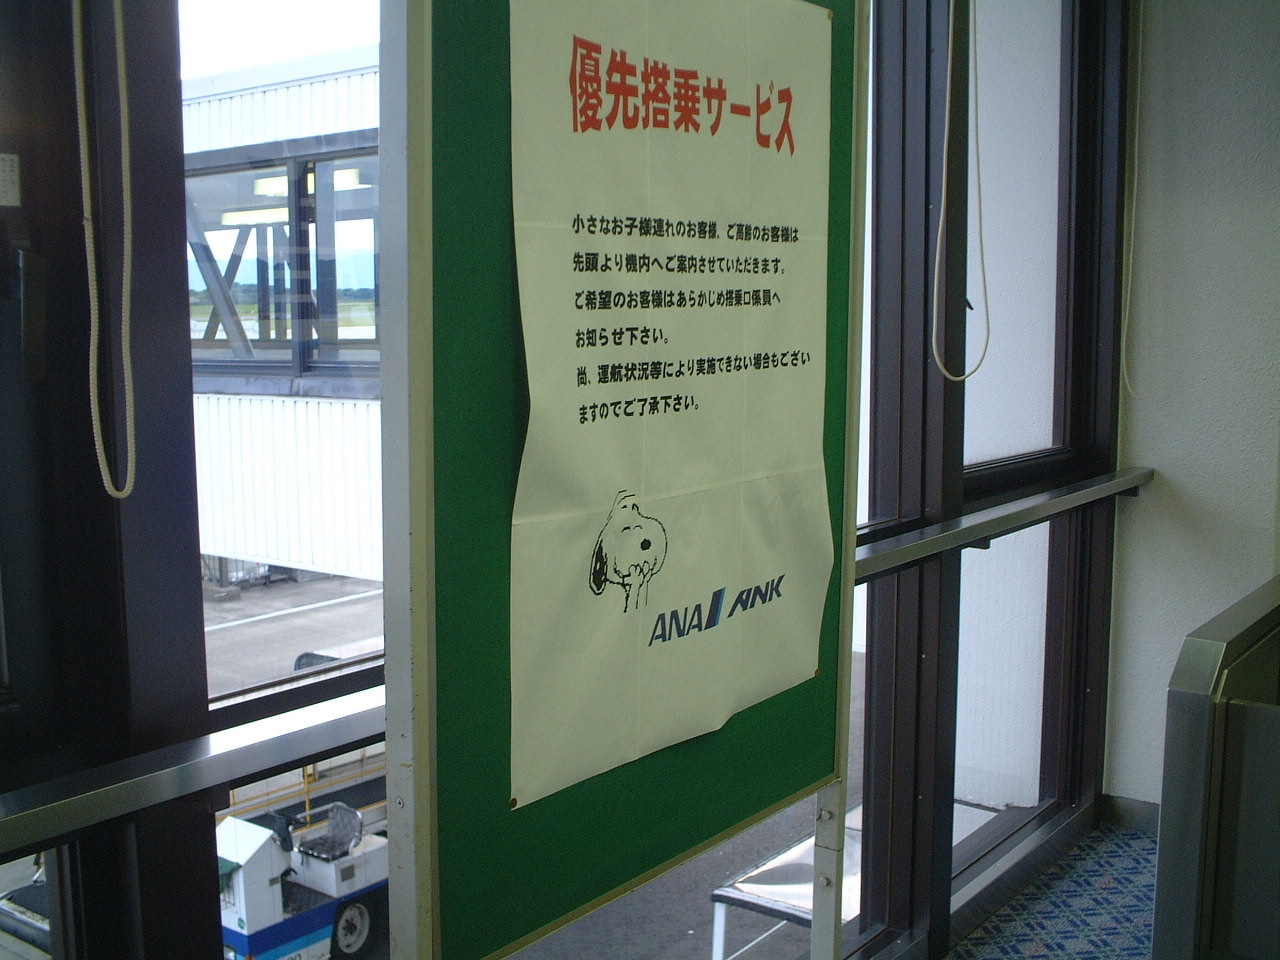 優先搭乗サービス
小さなお子様連れのお客様、ご高齢のお客様は
先頭より機内へご案内させていただきます。
ご希望のお客様はあらかじめ搭乗口係員へ
お知らせ下さい。
尚、運航状況等により実施できない場合もござい
ますのでご了承下さい。
ANA ANK